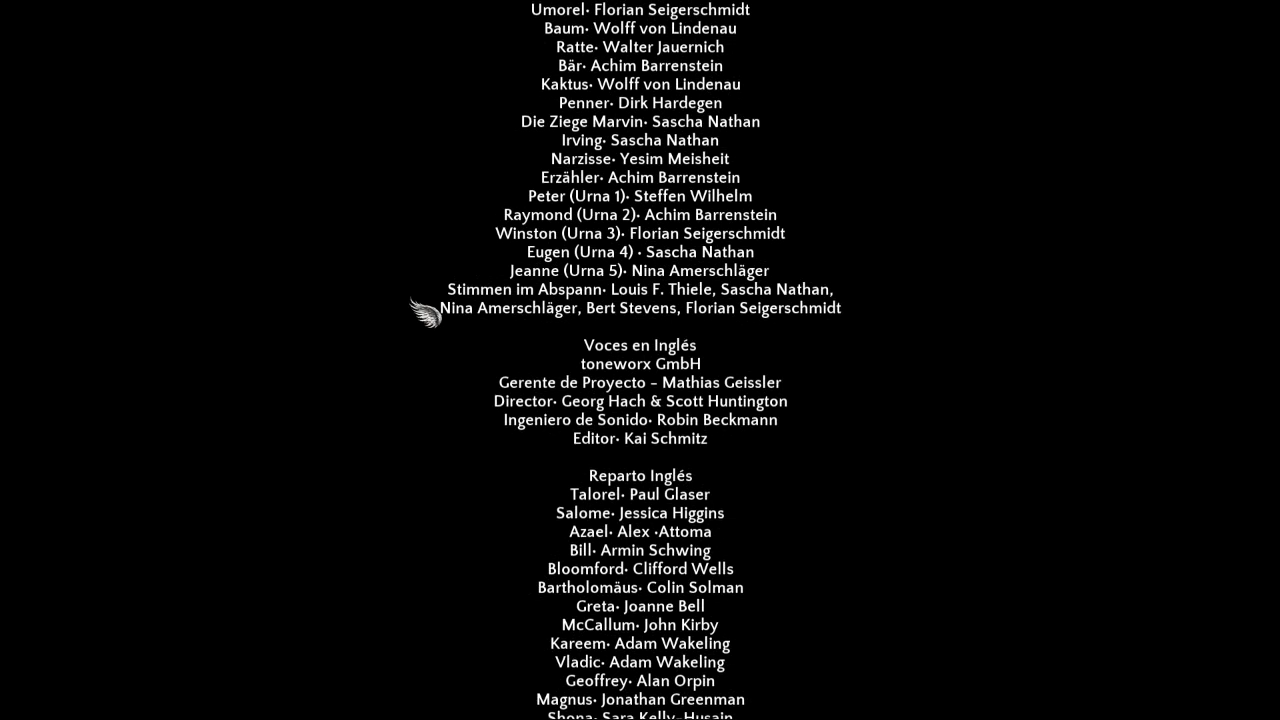 Umorel• Florian Seigerschmidt
Baum• Wolff von Lindenau
Ratte• Walter Jauernich
Bär• Achim Barrenstein
Kaktus• Wolff von Lindenau
Penner• Dirk Hardegen
Die Ziege Marvin• Sascha Nathan
Irving• Sascha Nathan
Narzisse• Yesim Meisheit
Erzähler• Achim Barrenstein
Peter (Urna 1)• Steffen Wilhelm
Raymond (Urna 2)• Achim Barrenstein
Winston (Urna 3)• Florian Seigerschmidt
Eugen (Urna 4) • Sascha Nathan
Jeanne (Urna 5)• Nina Amerschläger
Stimmen im Abspann• Louis F. Thiele, Sascha Nathan,
Nina Amerschläger, Bert Stevens, Florian Seigerschmidt
Voces en Inglés
toneworx GmbH
Gerente de Proyecto - Mathias Geissler
Director• Georg Hach & Scott Huntington
Ingeniero de Sonido• Robin Beckmann
Editor• Kai Schmitz
Reparto Inglés
Talorel• Paul Glaser
Salome• Jessica Higgins
Azael• Alex •Attoma
Bill• Armin Schwing
Bloomford• Clifford Wells
Bartholomäus• Colin Solman
Greta• Joanne Bell
McCallum• John Kirby
Kareem• Adam Wakeling
Vladic• Adam Wakeling
Geoffrey• Alan Orpin
Magnus• Jonathan Greenman
Shona• Sara Kelly-Husain